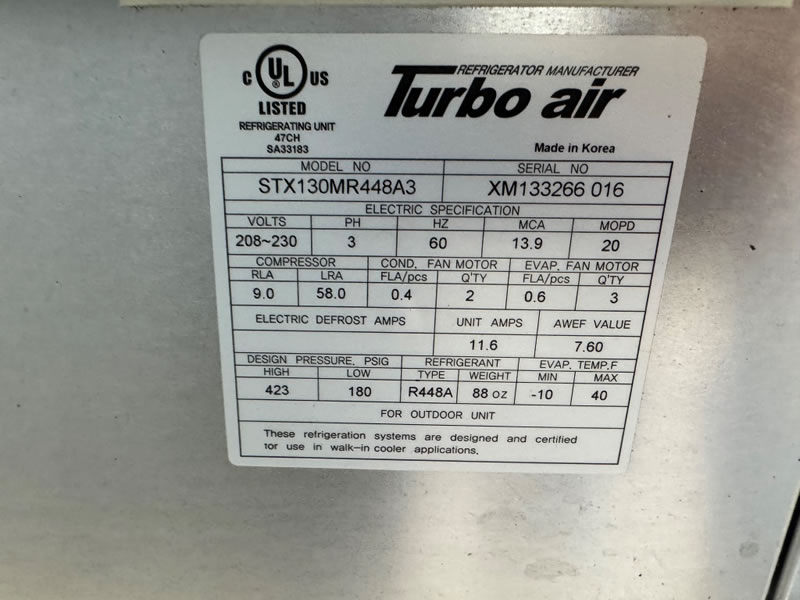 C UL US
LISTED
REFRIGERATING UNIT
47CH
SA33183
REFRIGERATOR MANUFACTURER
Turbo air
Made in Korea
MODEL NO SERIAL NO
STX130MR448A3 XM133266 016
ELECTRIC SPECIFICATION
VOLTS PH HZ MCA MOPD
208~230 3 60 13.9 20
COMPRESSOR COND. FAN MOTOR EVAP. FAN MOTOR
RLA LRA FLA/pcs Q'TY FLA/pcs Q'TY
9.0 58.0 0.4 2 0.6 3
ELECTRIC DEFROST AMPS UNIT AMPS AWEF VALUE
11.6 7.60
DESIGN PRESSURE, PSIG REFRIGERANT EVAP. TEMP.F
HIGH LOW TYPE WEIGHT MIN MAX
423 180 R448A 88 oz -10 40
FOR OUTDOOR UNIT
These refrigeration systems are designed and certified
for use in walk-in cooler applications.